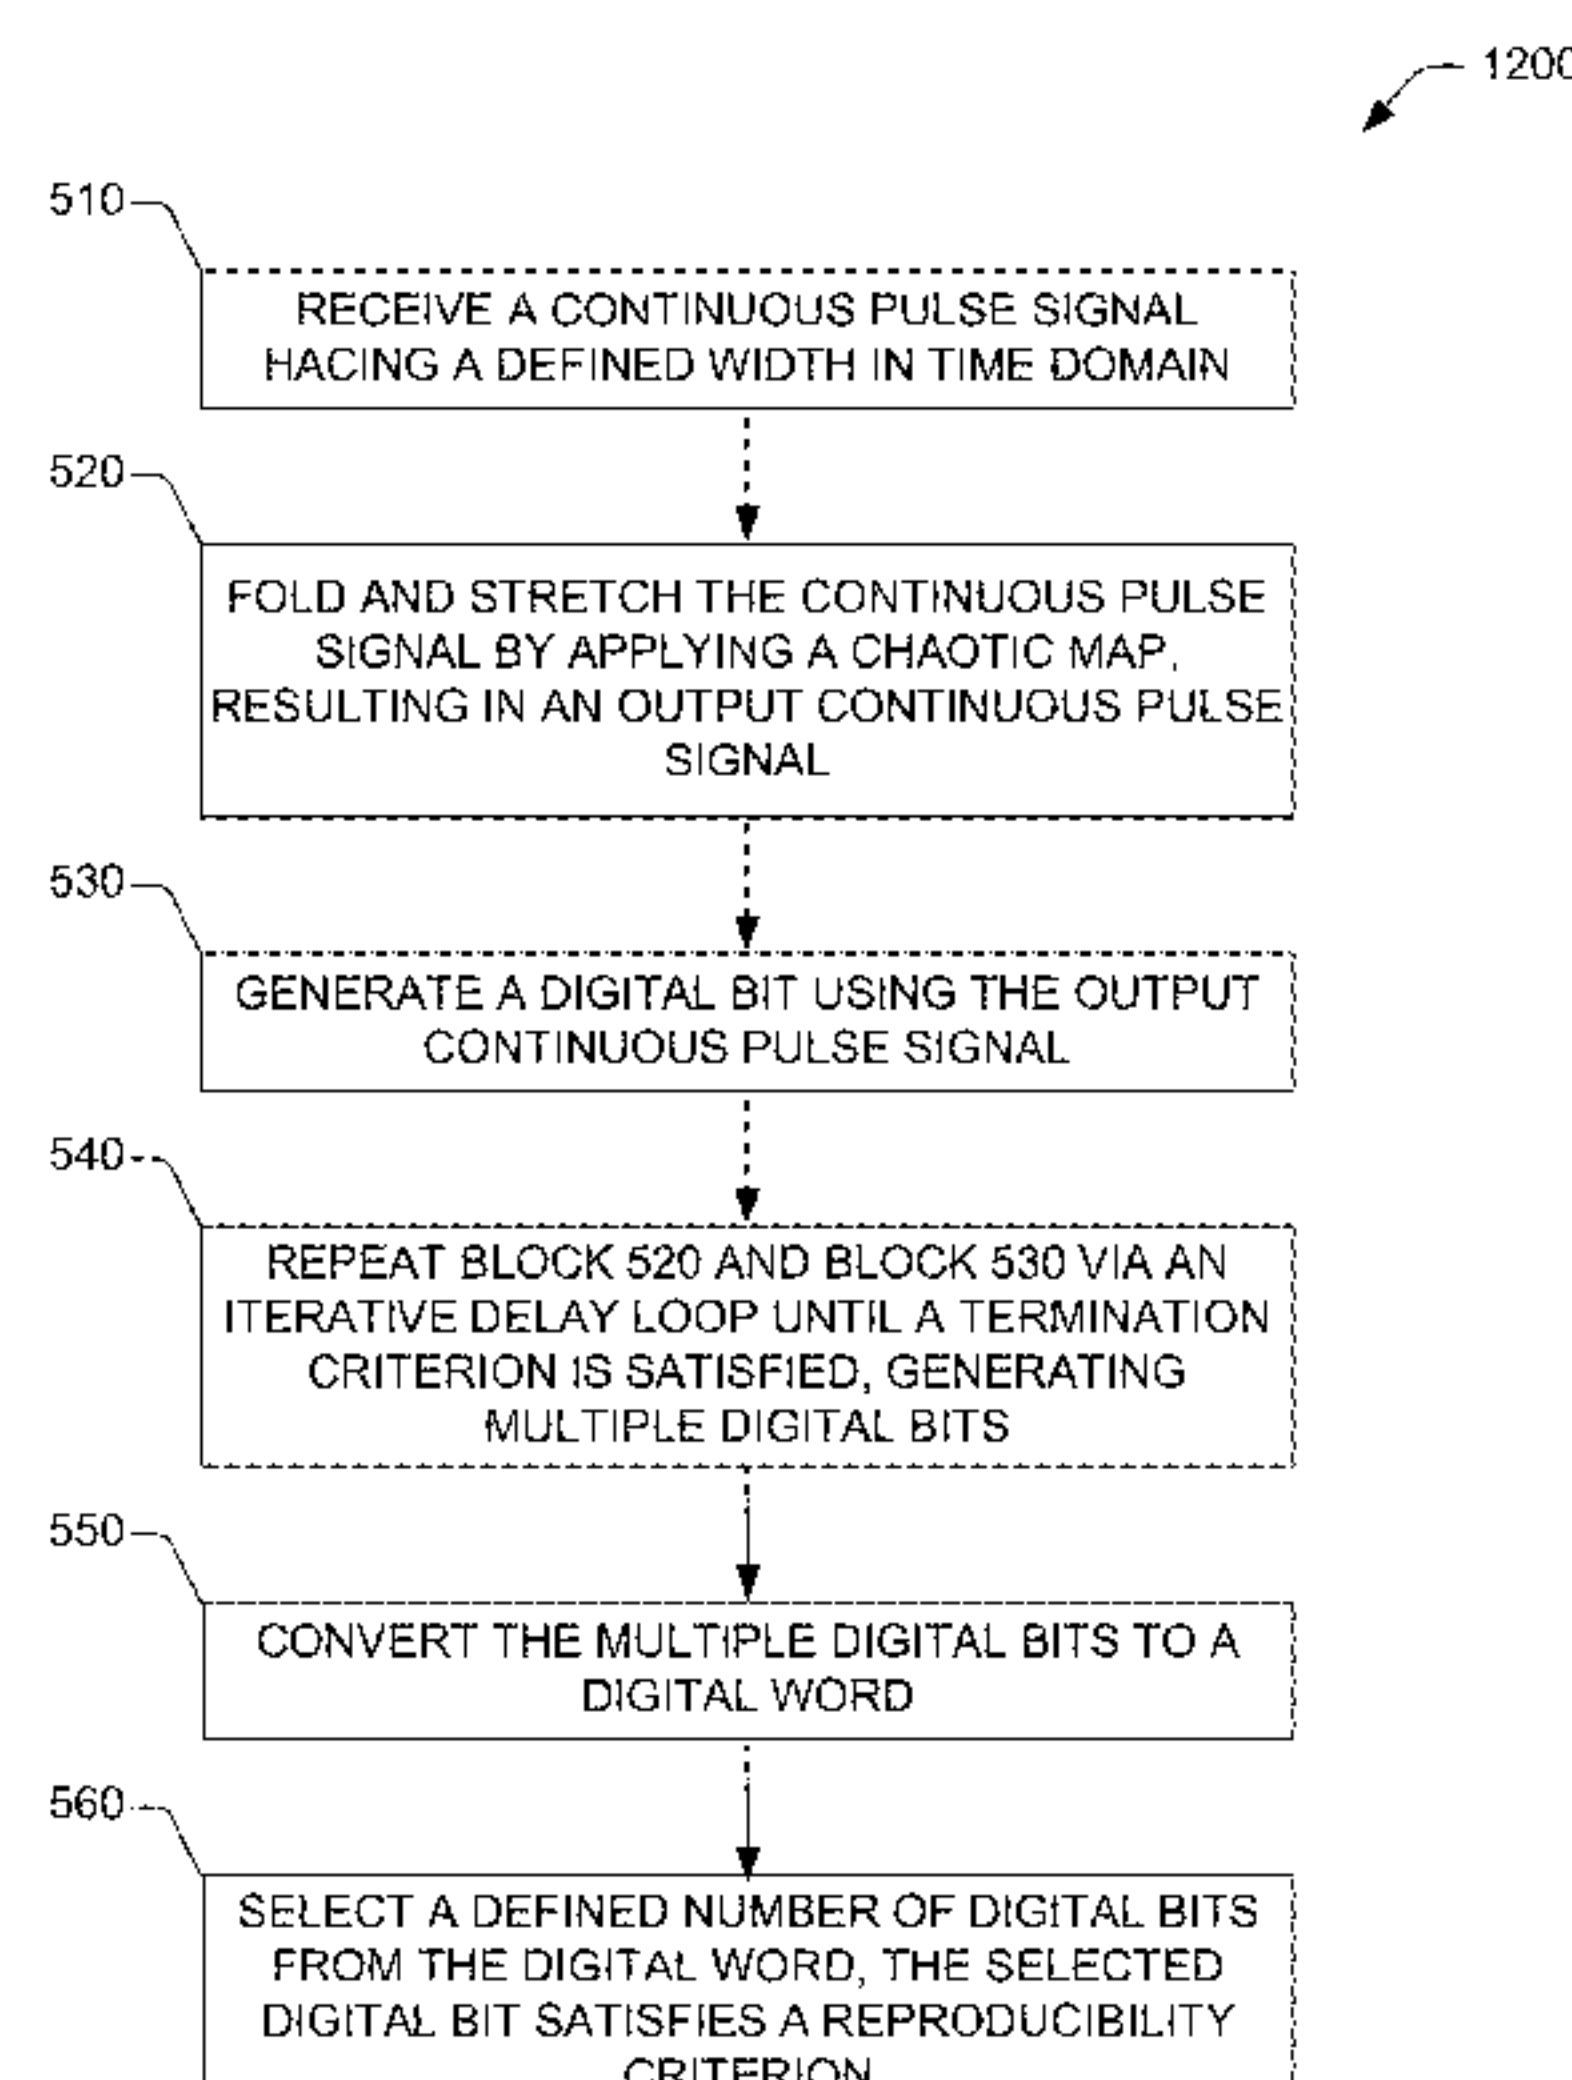 1200
510
RECEIVE A CONTINUOUS PULSE SIGNAL
HACING A DEFINED WIDTH IN TIME DOMAIN
520
FOLD AND STRETCH THE CONTINUOUS PULSE
SIGNAL BY APPLYING A CHAOTIC MAP,
RESULTING IN AN OUTPUT CONTINUOUS PULSE
SIGNAL
530
GENERATE A DIGITAL BIT USING THE OUTPUT
CONTINUOUS PULSE SIGNAL
540
REPEAT BLOCK 520 AND BLOCK 530 VIA AN
ITERATIVE DELAY LOOP UNTIL A TERMINATION
CRITERION IS SATISFIED, GENERATING
MULTIPLE DIGITAL BITS
550
CONVERT THE MULTIPLE DIGITAL BITS TO A
DIGITAL WORD
560
SELECT A DEFINED NUMBER OF DIGITAL BITS
FROM THE DIGITAL WORD, THE SELECTED
DIGITAL BIT SATISFIES A REPRODUCIBILITY
CRITERION